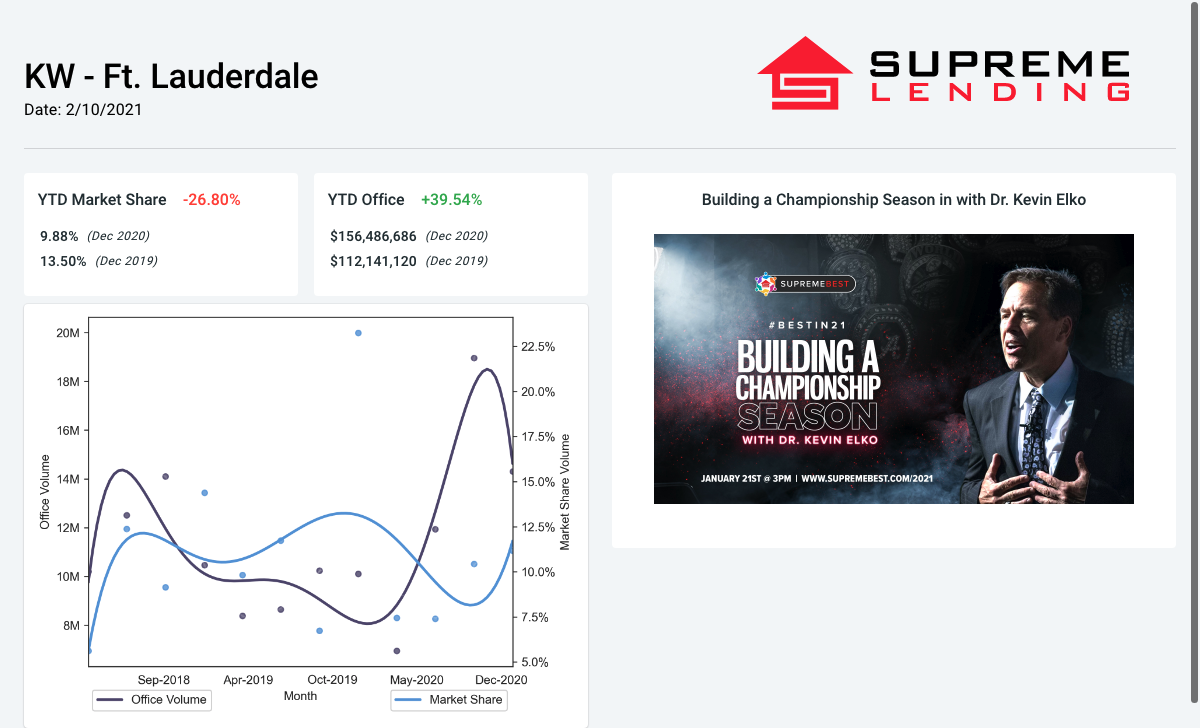 KW - Ft. Lauderdale
Date: 2/10/2021
SUPREME
LENDING
YTD Market Share -26.80%
9.88% (Dec 2020)
13.50% (Dec 2019)
YTD Office +39.54%
$156,486,686 (Dec 2020)
$112,141,120 (Dec 2019)
20M
18M
16M
14M
12M
10M
8M
Office Volume
22.5%
20.0%
17.5%
15.0%
12.5%
10.0%
7.5%
5.0%
Market Share Volume
Sep-2018 Apr-2019 Oct-2019 May-2020 Dec-2020
Month
Office Volume
Market Share
Building a Championship Season in with Dr. Kevin Elko
SUPREMEBEST
#BESTIN21
BUILDING A
CHAMPIONSHIP
SEASON
WITH DR. KEVIN ELKO
JANUARY 21ST @ 3PM | WWW.SUPREMEBEST.COM/2021